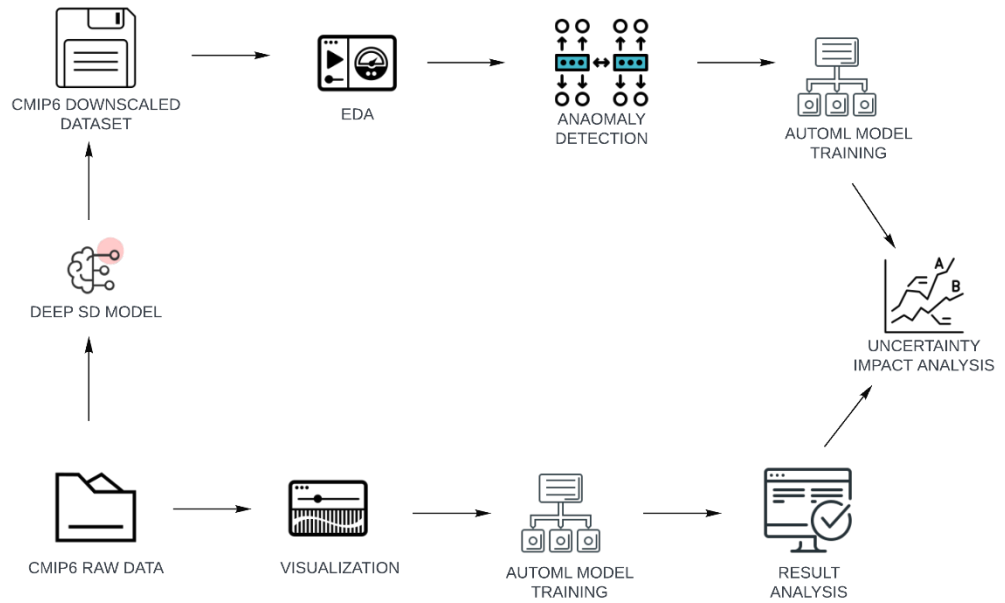 CMIP6 DOWNSCALED
DATASET
EDA
ANAOMALY
DETECTION
AUTOML MODEL
TRAINING
DEEP SD MODEL
A
B
UNCERTAINTY
IMPACT ANALYSIS
CMIP6 RAW DATA
VISUALIZATION
AUTOML MODEL
TRAINING
RESULT
ANALYSIS